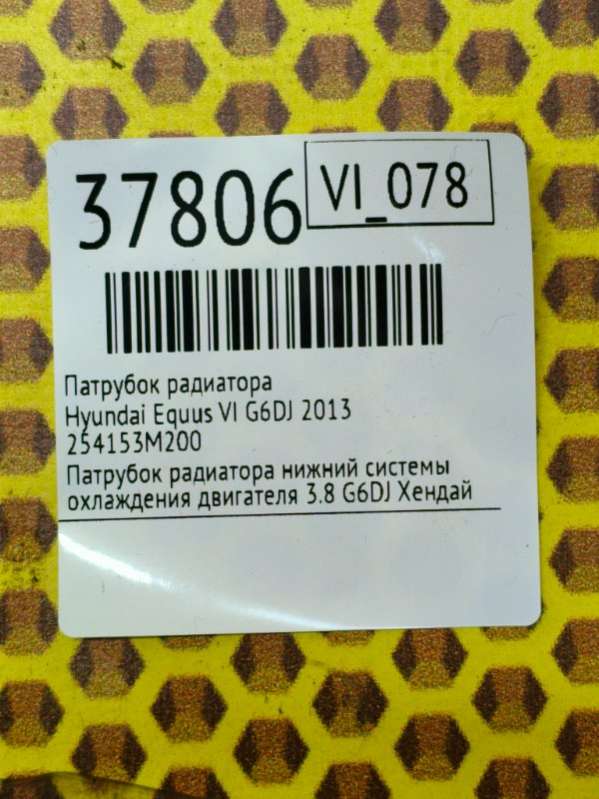 37806
VI_078
Патрубок радиатора
Hyundai Equus VI G6DJ 2013
254153M200
Патрубок радиатора нижний системы
охлаждения двигателя 3.8 G6DJ Хендай